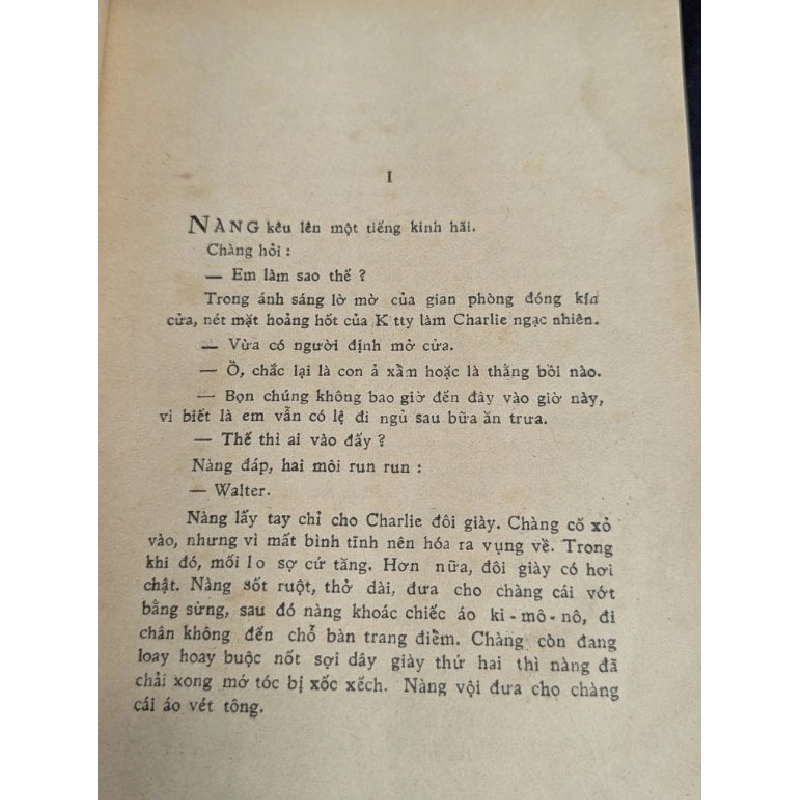 I
NÀNG kêu lên một tiếng kinh hãi.
Chàng hỏi :
— Em làm sao thế ?
Trong ánh sáng lờ mờ của gian phòng đóng kín
cửa, nét mặt hoảng hốt của K tty làm Charlie ngạc nhiên.
— Vừa có người định mở cửa.
— Ồ, chắc lại là con ả xẩm hoặc là thằng bồi nào.
— Bọn chúng không bao giờ đến đây vào giờ này,
vì biết là em vẫn có lệ đi ngủ sau bữa ăn trưa.
— Thế thì ai vào đấy ?
Nàng đáp, hai môi run run :
— Walter.
Nàng lấy tay chỉ cho Charlie đôi giày. Chàng cố xỏ
vào, nhưng vì mất bình tĩnh nên hóa ra vụng về. Trong
khi đó, mối lo sợ cứ tăng. Hơn nữa, đôi giày có hơi
chật. Nàng sốt ruột, thở dài, đưa cho chàng cái vớt
bằng sừng, sau đó nàng khoác chiếc áo ki-mô-nô, đi
chân không đến chỗ bàn trang điểm. Chàng còn đang
loay hoay buộc nốt sợi dây giày thứ hai thì nàng đã
chải xong mớ tóc bị xốc xếch. Nàng vội đưa cho chàng
cái áo vét tông.